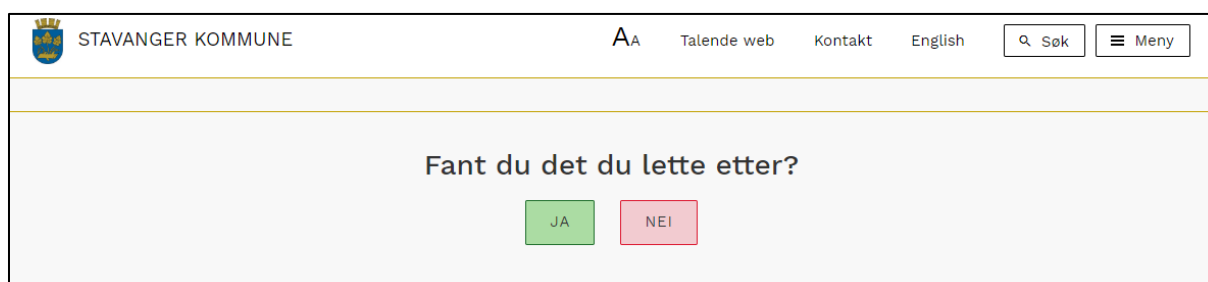 STAVANGER KOMMUNE AA Talende web Kontakt English Søk Meny
Fant du det du lette etter?
JA NEI